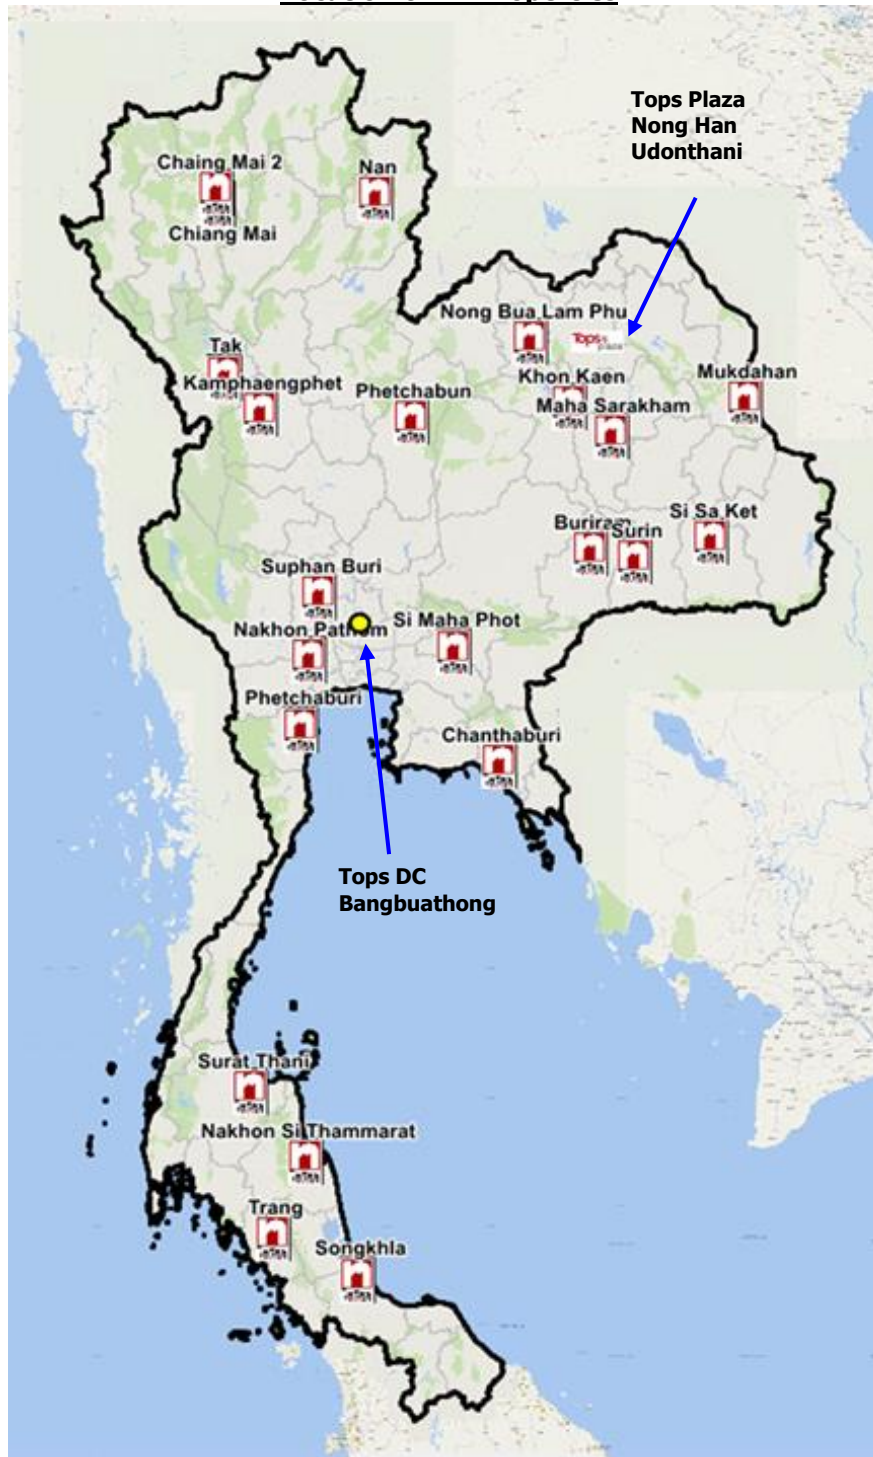 Tops Plaza
Nong Han
Udonthani
Chaing Mai 2
Nan
Chiang Mai
Nong Bua Lam Phu
Tops
plaza
Tak
Khon Kaen
Mukdahan
Kamphaengphet
Phetchabun
Maha Sarakham
Si Sa Ket
Buriram
Surin
Suphan Buri
Si Maha Phot
Nakhon Pathom
Phetchaburi
Chanthaburi
Tops DC
Bangbuathong
Surat Thani
Nakhon Si Thammarat
Trang
Songkhla